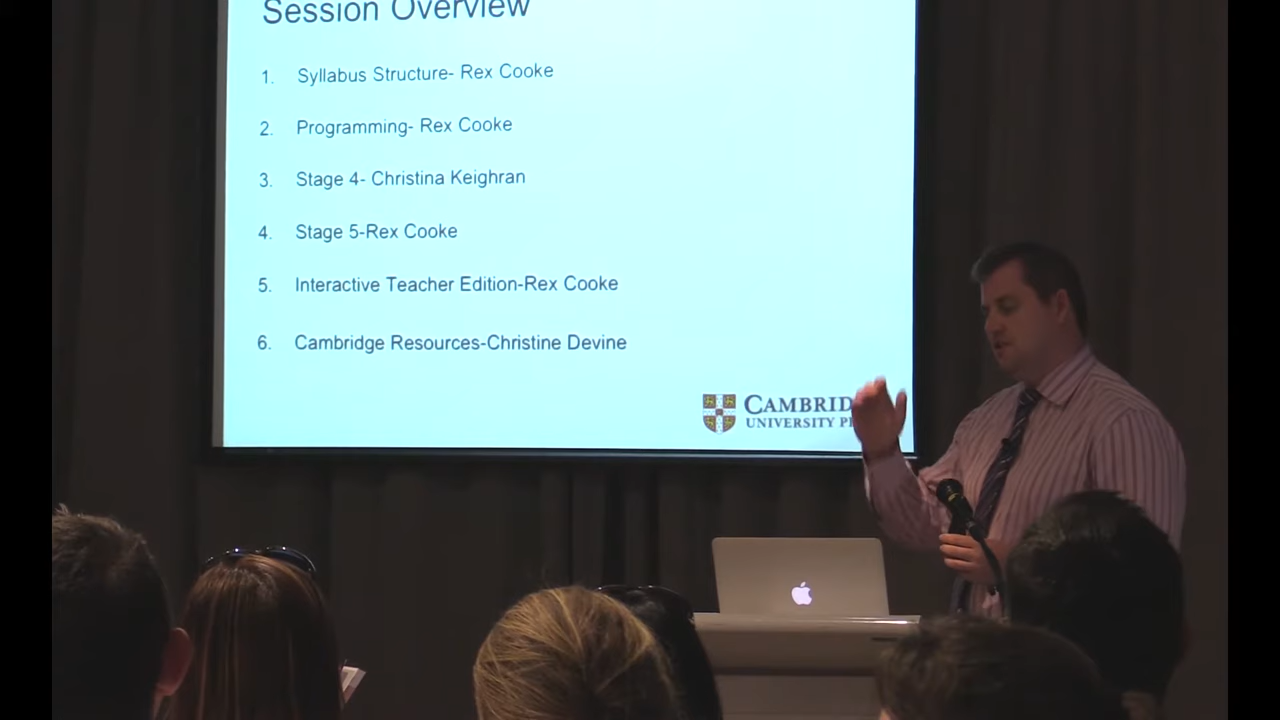 Session Overview
1. Syllabus Structure- Rex Cooke
2. Programming- Rex Cooke
3. Stage 4- Christina Keighran
4. Stage 5-Rex Cooke
5. Interactive Teacher Edition-Rex Cooke
6. Cambridge Resources-Christine Devine
CAMBRID
UNIVERSITY P